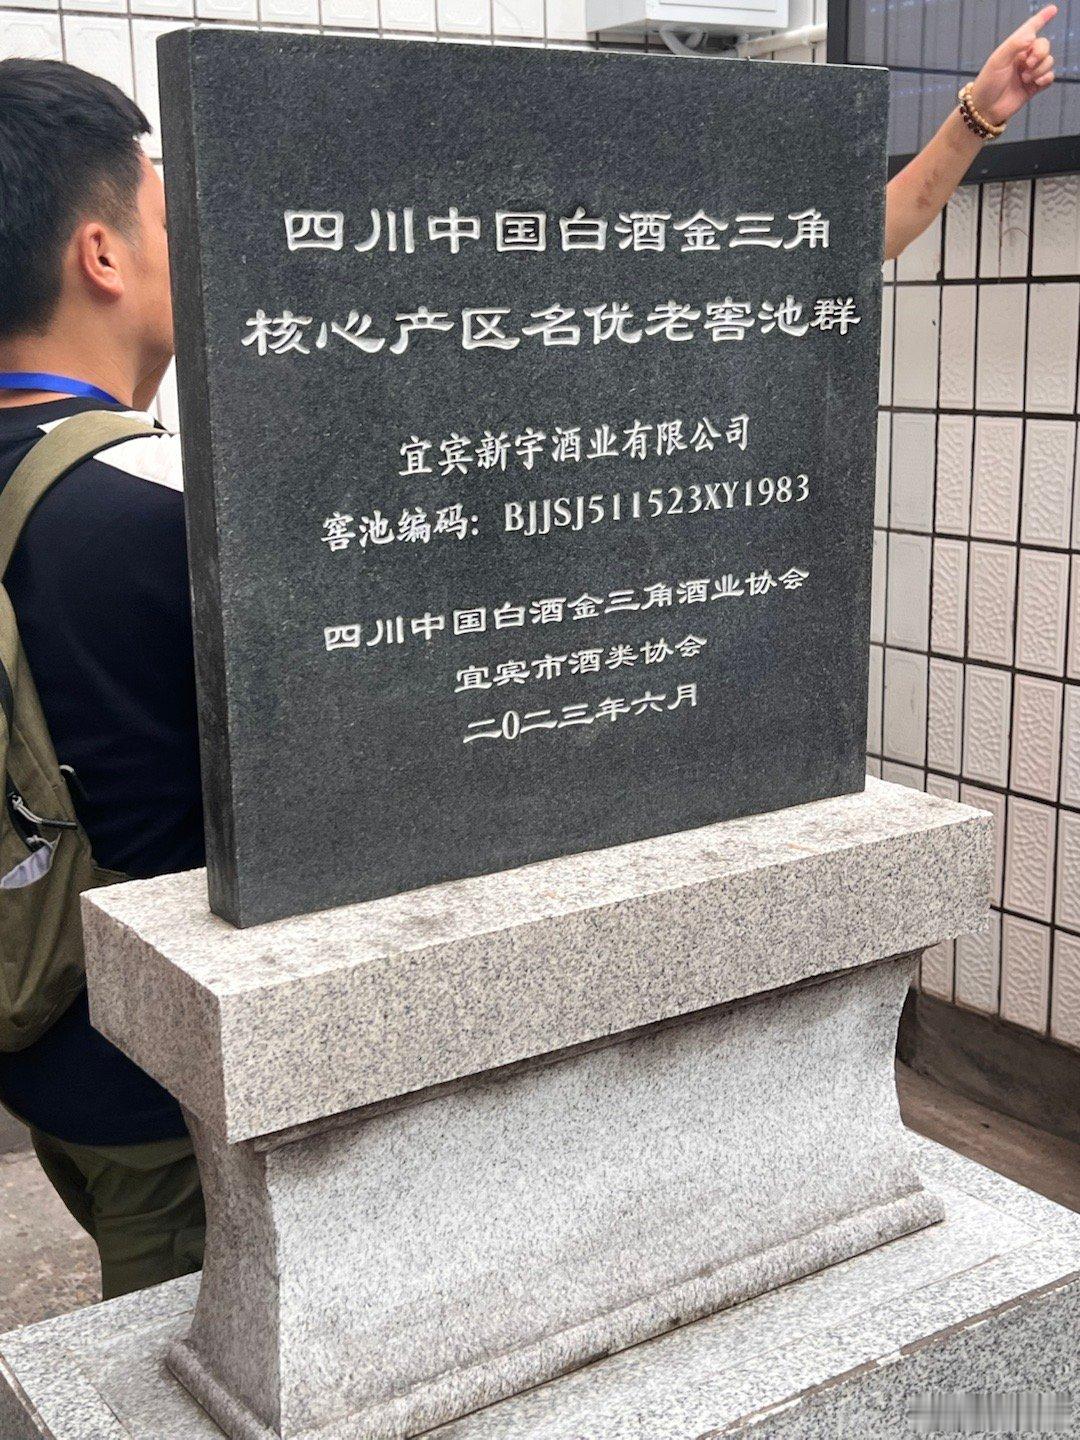 四川中国白酒金三角
核心产区名优老窖池群
宜宾新宇酒业有限公司
窖池编码：BJJSJ511523XY1983
四川中国白酒金三角酒业协会
宜宾市酒类协会
二0二三年六月